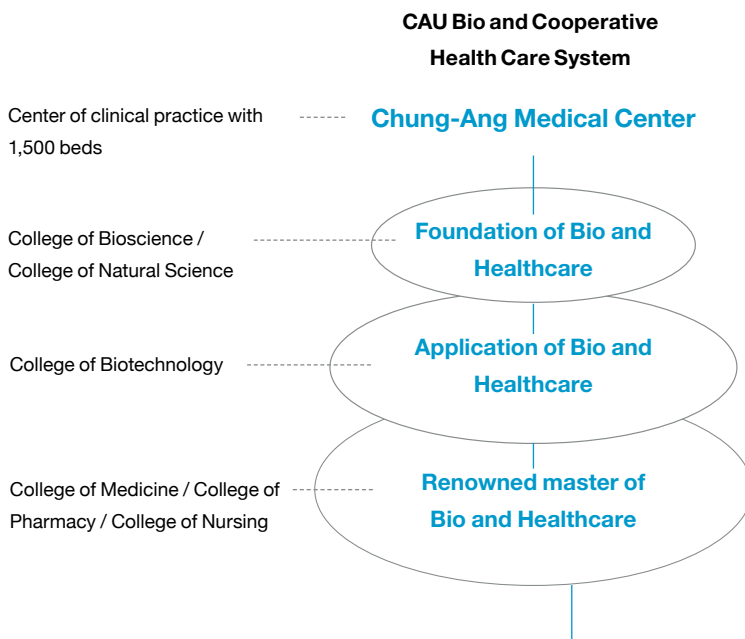 CAU Bio and Cooperative
Health Care System
Center of clinical practice with
1,500 beds
Chung-Ang Medical Center
College of Bioscience /
College of Natural Science
Foundation of Bio and
Healthcare
College of Biotechnology
Application of Bio and
Healthcare
College of Medicine / College of
Pharmacy / College of Nursing
Renowned master of
Bio and Healthcare